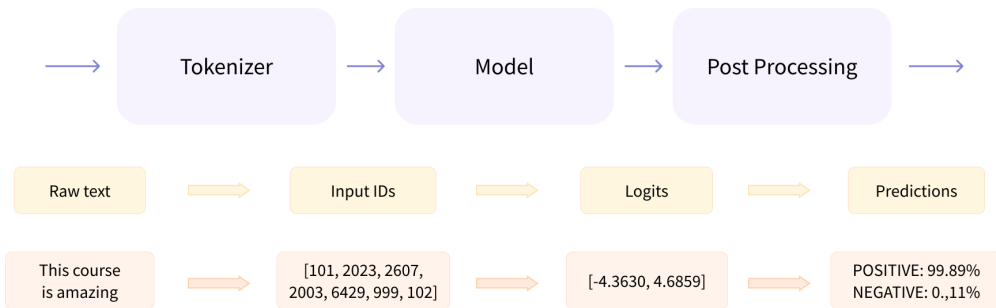 Tokenizer
Model
Post Processing
Raw text
Input IDs
Logits
Predictions
This course
is amazing
[101, 2023, 2607,
2003, 6429, 999, 102]
[-4.3630, 4.6859]
POSITIVE: 99.89%
NEGATIVE: 0.,11%